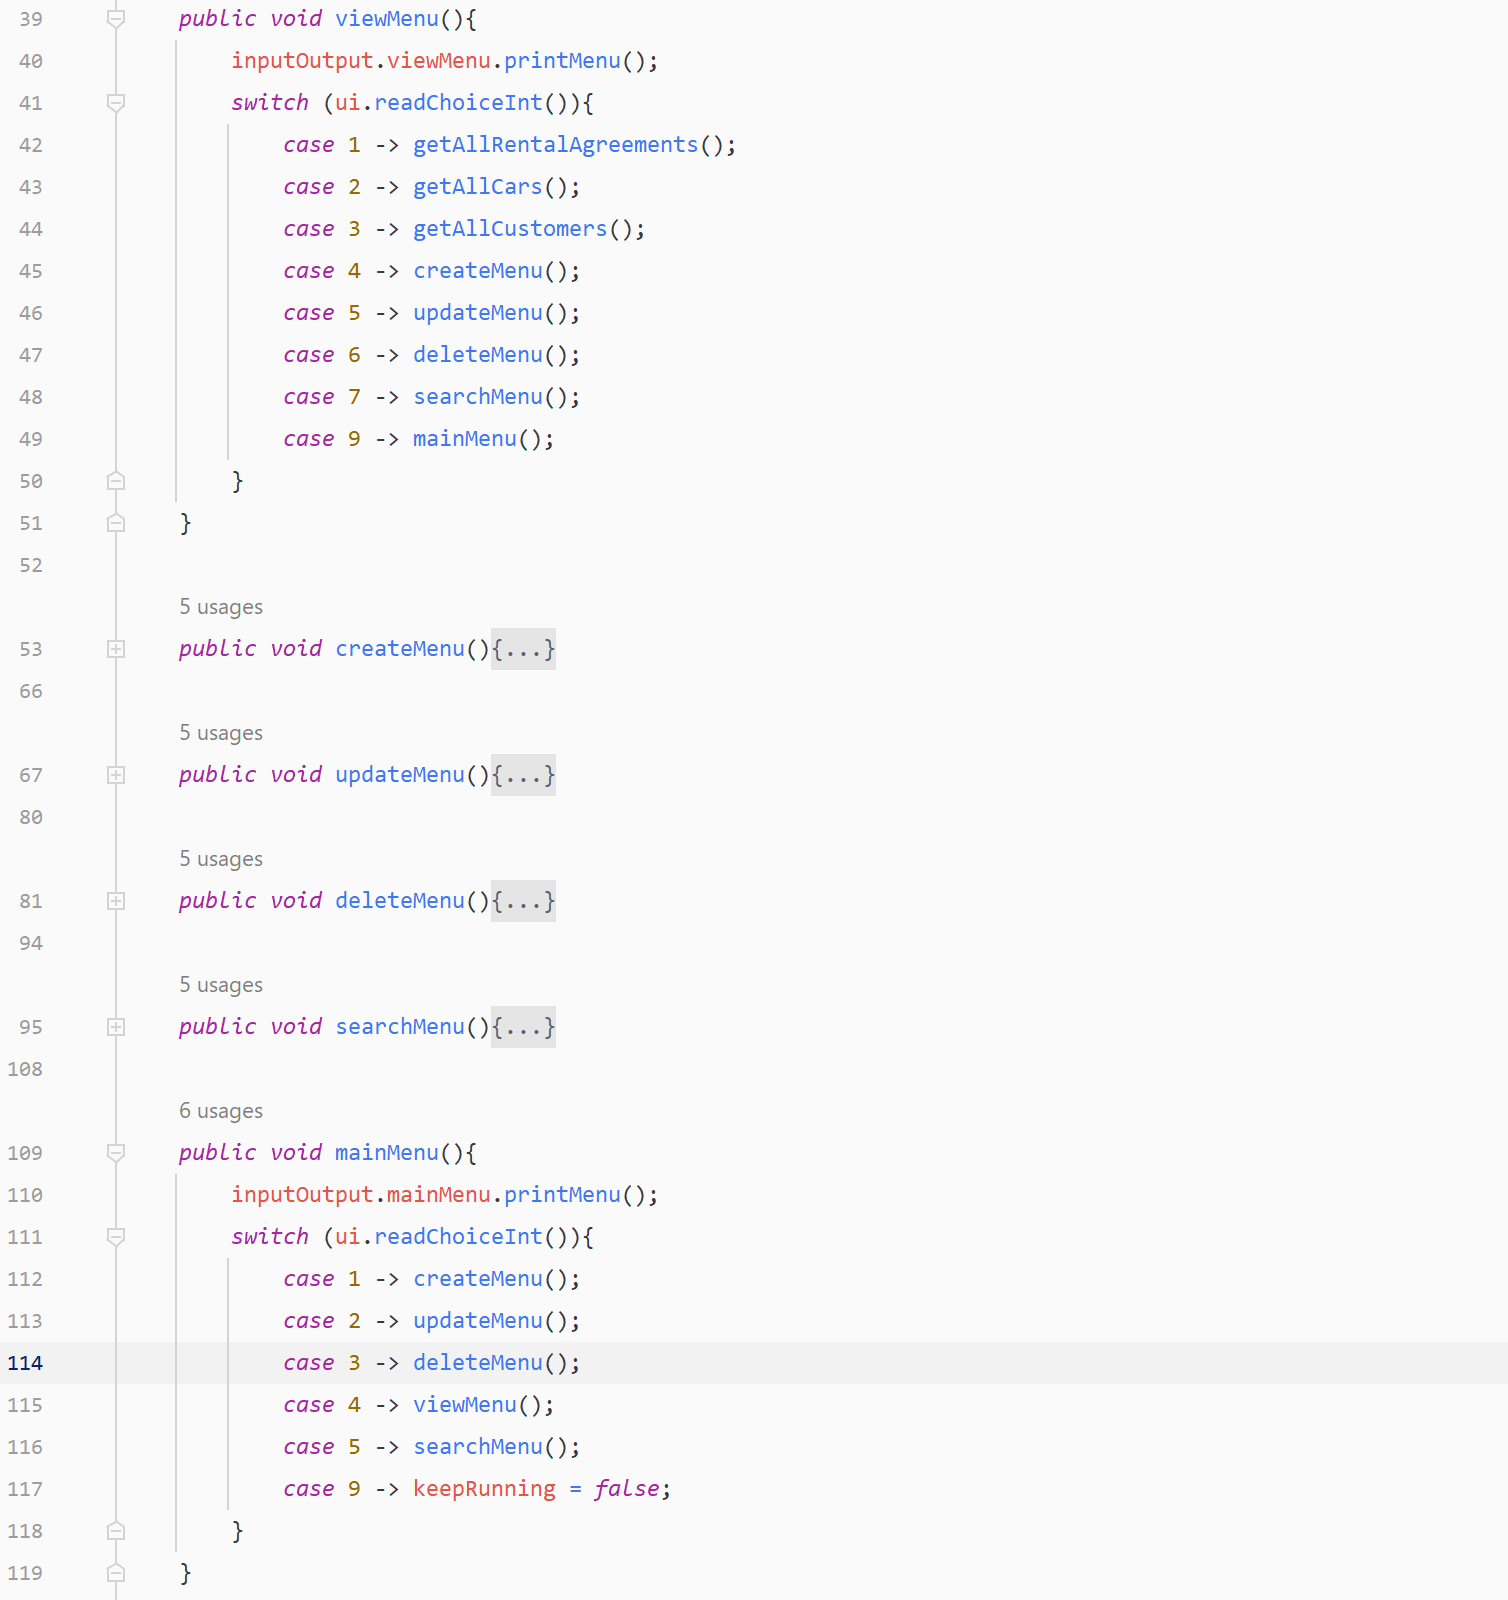 39 public void viewMenu(){
40 inputOutput.viewMenu.printMenu();
41 switch (ui.readChoiceInt()){
42 case 1 -> getAllRentalAgreements();
43 case 2 -> getAllCars();
44 case 3 -> getAllCustomers();
45 case 4 -> createMenu();
46 case 5 -> updateMenu();
47 case 6 -> deleteMenu();
48 case 7 -> searchMenu();
49 case 9 -> mainMenu();
50 }
51 }
52
5 usages
53 public void createMenu(){...}
66
5 usages
67 public void updateMenu(){...}
80
5 usages
81 public void deleteMenu(){...}
94
5 usages
95 public void searchMenu(){...}
108
6 usages
109 public void mainMenu(){
110 inputOutput.mainMenu.printMenu();
111 switch (ui.readChoiceInt()){
112 case 1 -> createMenu();
113 case 2 -> updateMenu();
114 case 3 -> deleteMenu();
115 case 4 -> viewMenu();
116 case 5 -> searchMenu();
117 case 9 -> keepRunning = false;
118 }
119 }